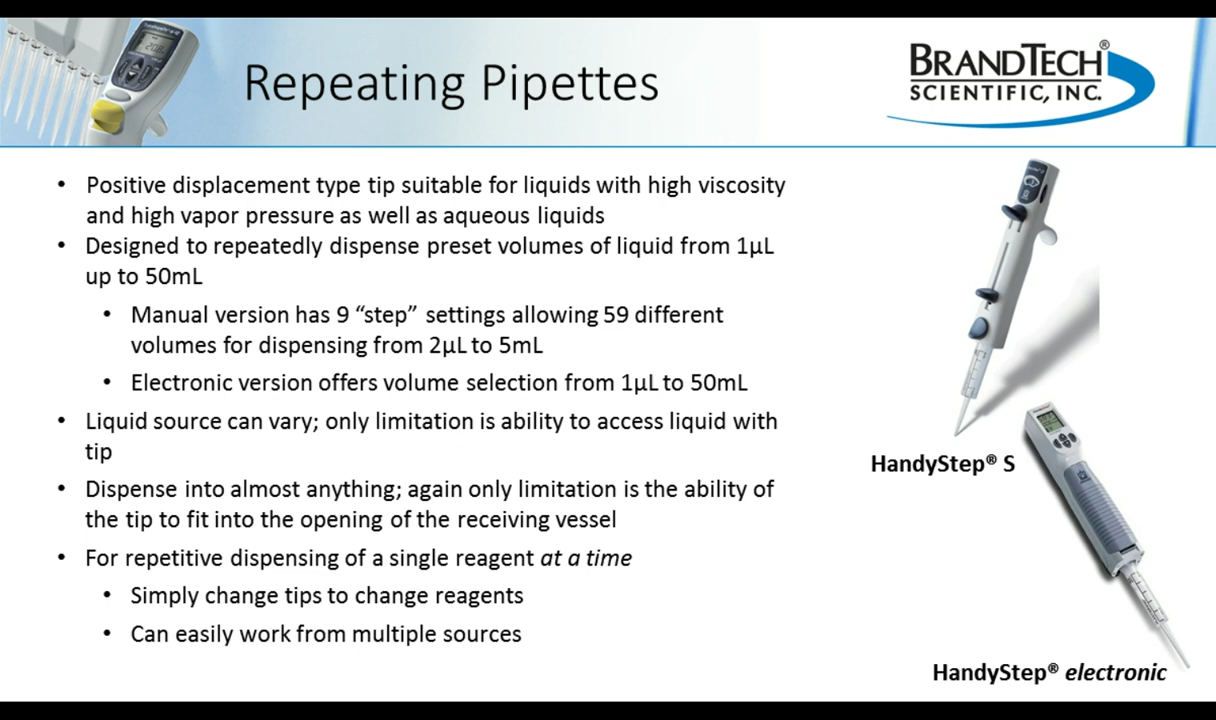 Repeating Pipettes
BRANDTECH®
SCIENTIFIC, INC.
• Positive displacement type tip suitable for liquids with high viscosity
and high vapor pressure as well as aqueous liquids
• Designed to repeatedly dispense preset volumes of liquid from 1µL
up to 50mL
• Manual version has 9 “step” settings allowing 59 different
volumes for dispensing from 2µL to 5mL
• Electronic version offers volume selection from 1µL to 50mL
• Liquid source can vary; only limitation is ability to access liquid with
tip
• Dispense into almost anything; again only limitation is the ability of
the tip to fit into the opening of the receiving vessel
• For repetitive dispensing of a single reagent at a time
• Simply change tips to change reagents
• Can easily work from multiple sources
HandyStep® S
HandyStep® electronic